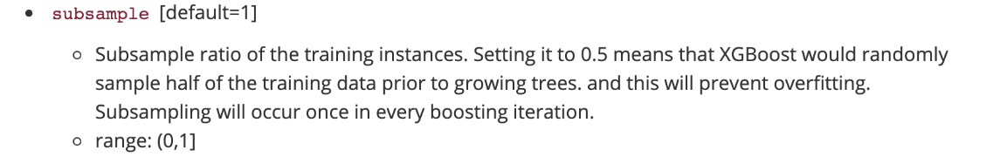 • subsample [default=1]
◦ Subsample ratio of the training instances. Setting it to 0.5 means that XGBoost would randomly
sample half of the training data prior to growing trees. and this will prevent overfitting.
Subsampling will occur once in every boosting iteration.
◦ range: (0,1]